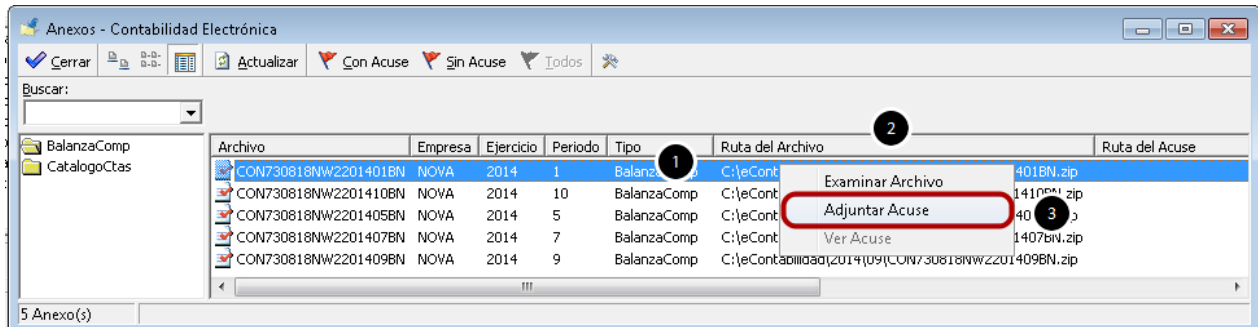 Anexos - Contabilidad Electrónica
Cerrar Actualizar Con Acuse Sin Acuse Todos
Buscar:
2
BalanzaComp
CatalogoCtas
Archivo Empresa Ejercicio Periodo Tipo Ruta del Archivo Ruta del Acuse
1
CON730818NW2201401BN NOVA 2014 1 C:\eCont 401BN.zip
Examinar Archivo
CON730818NW2201410BN NOVA 2014 10 BalanzaComp C:\eCont
Adjuntar Acuse
3
CON730818NW2201405BN NOVA 2014 5 BalanzaComp C:\eCont
CON730818NW2201407BN NOVA 2014 7 BalanzaComp C:\eCont 1407BN.zip
Ver Acuse
CON730818NW2201409BN NOVA 2014 9 BalanzaComp C:\eContabilidad\2014\09\CON730818NW2201409BN.zip
5 Anexo(s)